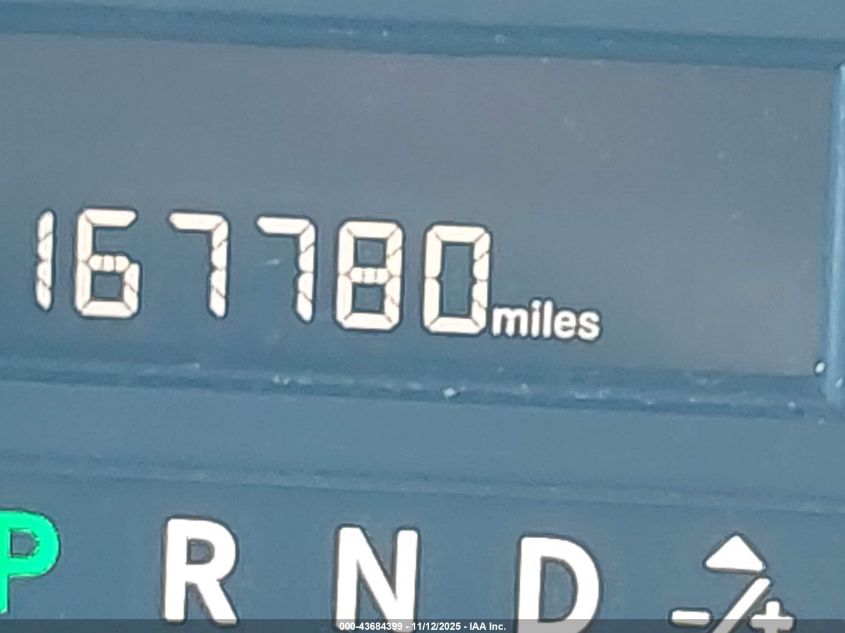 167780 miles
P R N D -/+
000-43684399 - 11/12/2025 - IAA Inc.